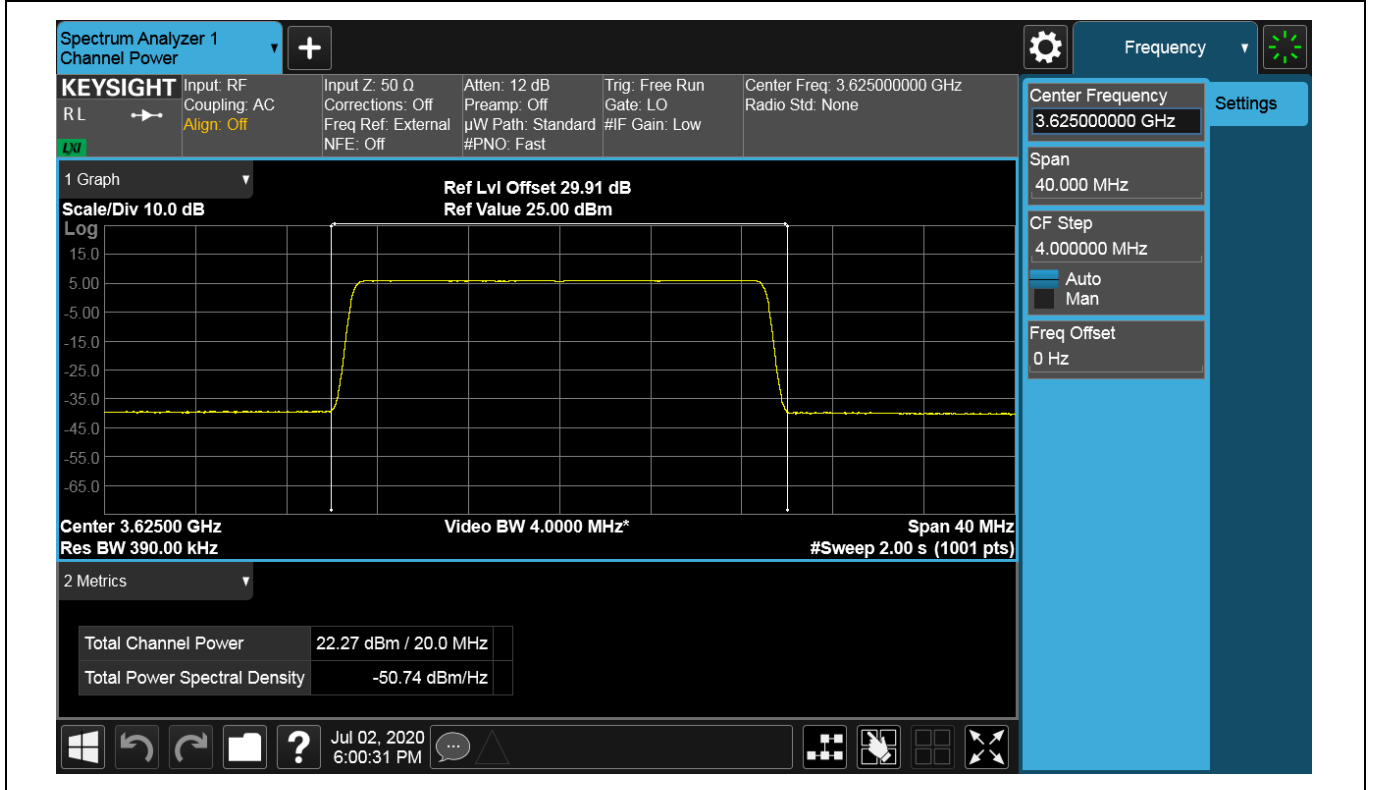 Spectrum Analyzer 1
Channel Power
+
Frequency
KEYSIGHT
RL
LXI
Input: RF
Coupling: AC
Align: Off
Input Z: 50 Ω
Corrections: Off
Freq Ref: External
NFE: Off
Atten: 12 dB
Preamp: Off
µW Path: Standard
#PNO: Fast
Trig: Free Run
Gate: LO
#IF Gain: Low
Center Freq: 3.625000000 GHz
Radio Std: None
Center Frequency
3.625000000 GHz
Settings
Span
40.000 MHz
CF Step
4.000000 MHz
Auto
Man
Freq Offset
0 Hz
1 Graph
Scale/Div 10.0 dB
Ref Lvl Offset 29.91 dB
Ref Value 25.00 dBm
Log
15.0
5.00
-5.00
-15.0
-25.0
-35.0
-45.0
-55.0
-65.0
Center 3.62500 GHz
Video BW 4.0000 MHz*
Span 40 MHz
Res BW 390.00 kHz
#Sweep 2.00 s (1001 pts)
2 Metrics
Total Channel Power 22.27 dBm / 20.0 MHz
Total Power Spectral Density -50.74 dBm/Hz
?
Jul 02, 2020
6:00:31 PM